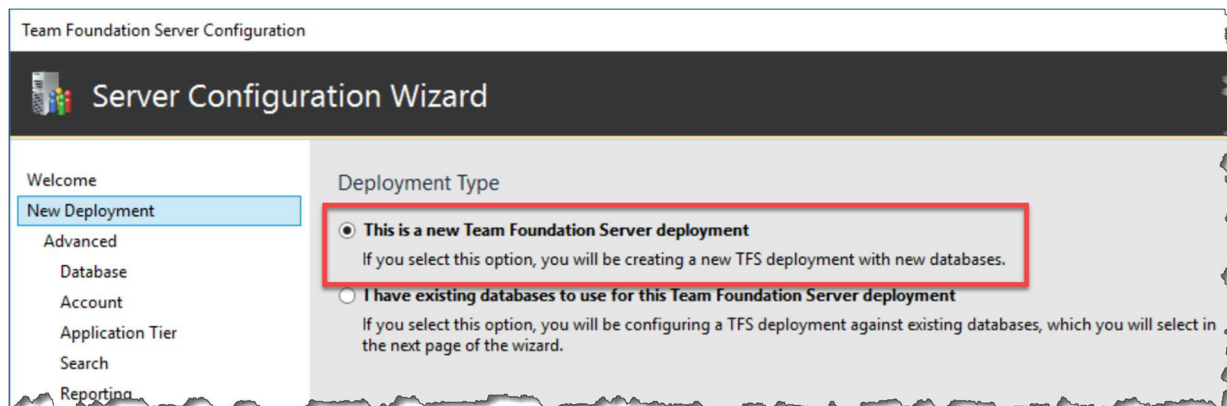 Team Foundation Server Configuration
Server Configuration Wizard
Welcome
New Deployment
Advanced
Database
Account
Application Tier
Search
Reporting
Deployment Type
This is a new Team Foundation Server deployment
If you select this option, you will be creating a new TFS deployment with new databases.
I have existing databases to use for this Team Foundation Server deployment
If you select this option, you will be configuring a TFS deployment against existing databases, which you will select in
the next page of the wizard.